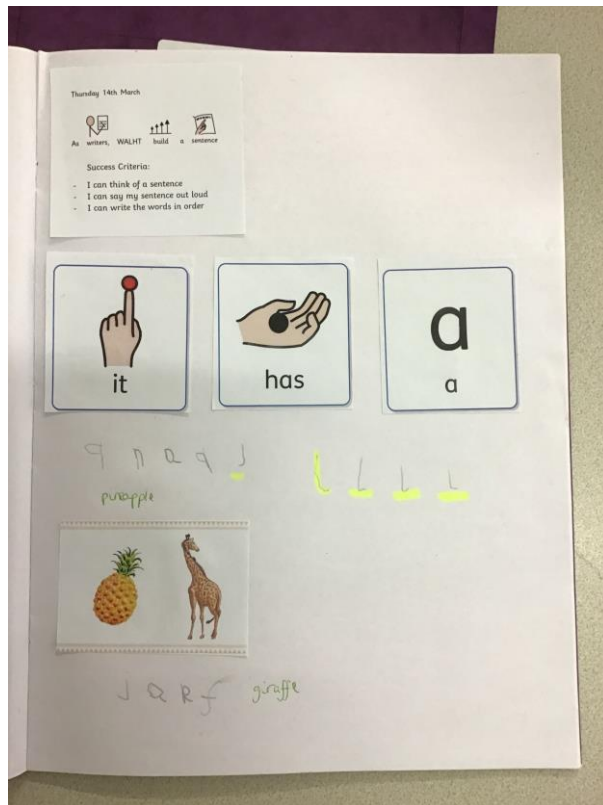 Thursday 14th March
As writers, WALHT build a sentence
Success Criteria:
- I can think of a sentence
- I can say my sentence out loud
- I can write the words in order
it has a
a
q n a q J L L L L
pineapple
J a R f giraffe